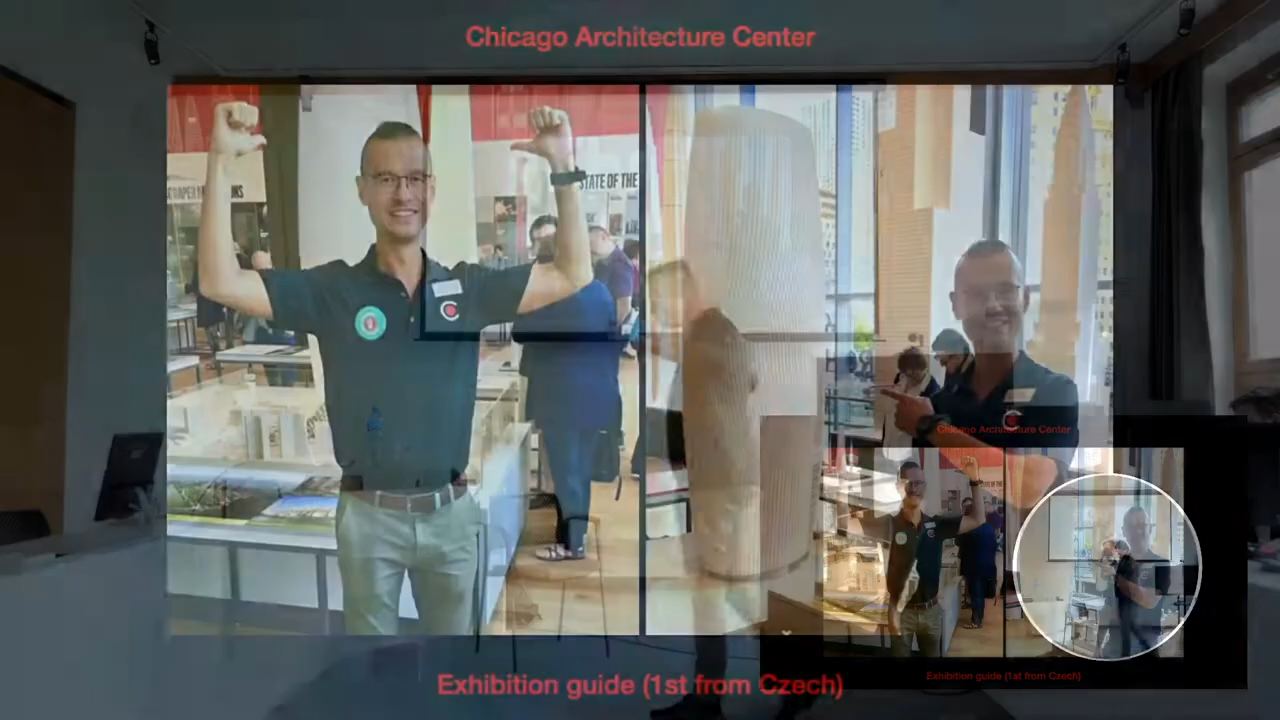 Chicago Architecture Center
STATE OF THE
Exhibition guide (1st from Czech)
Chicago Architecture Center
Exhibition guide (1st from Czech)